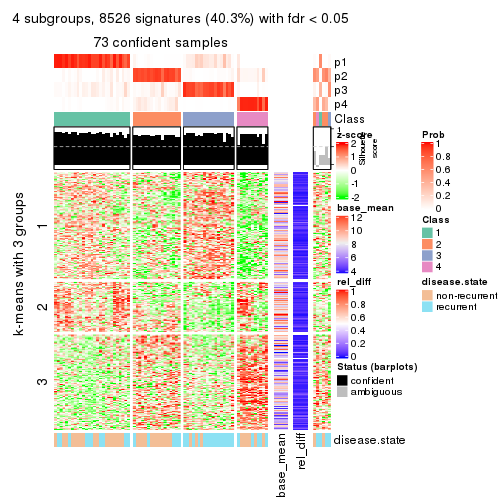 4 subgroups, 8526 signatures (40.3%) with fdr < 0.05
73 confident samples
p1
p2
p3
p4
Class
1
0
Silhouette
score
k-means with 3 groups
1
2
3
base_mean
rel_diff
disease.state
z-score
2
1
0
-1
-2
base_mean
12
10
8
6
4
rel_diff
1
0.8
0.6
0.4
0.2
0
Status (barplots)
confident
ambiguous
Prob
1
0.8
0.6
0.4
0.2
0
Class
1
2
3
4
disease.state
non-recurrent
recurrent